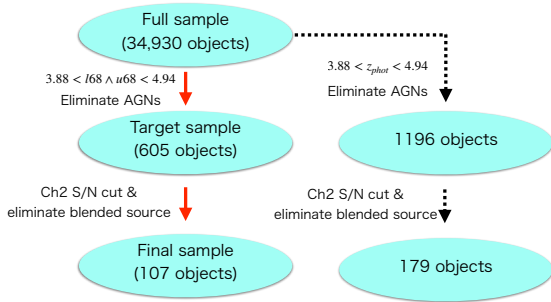 Full sample
(34,930 objects)
3.88 < l68 ∧ u68 < 4.94
Eliminate AGNs
3.88 < z_phot < 4.94
Eliminate AGNs
Target sample
(605 objects)
1196 objects
Ch2 S/N cut &
eliminate blended source
Ch2 S/N cut &
eliminate blended source
Final sample
(107 objects)
179 objects